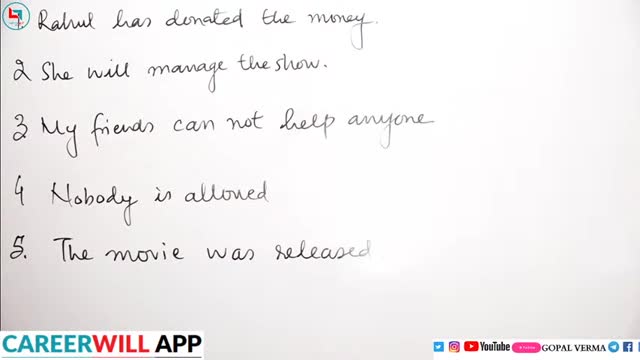 1 Rahul has donated the money.
2 She will manage the show.
3 My friends can not help anyone
4 Nobody is allowed
5. The movie was released
CAREERWILL APP
YouTube GOPAL VERMA